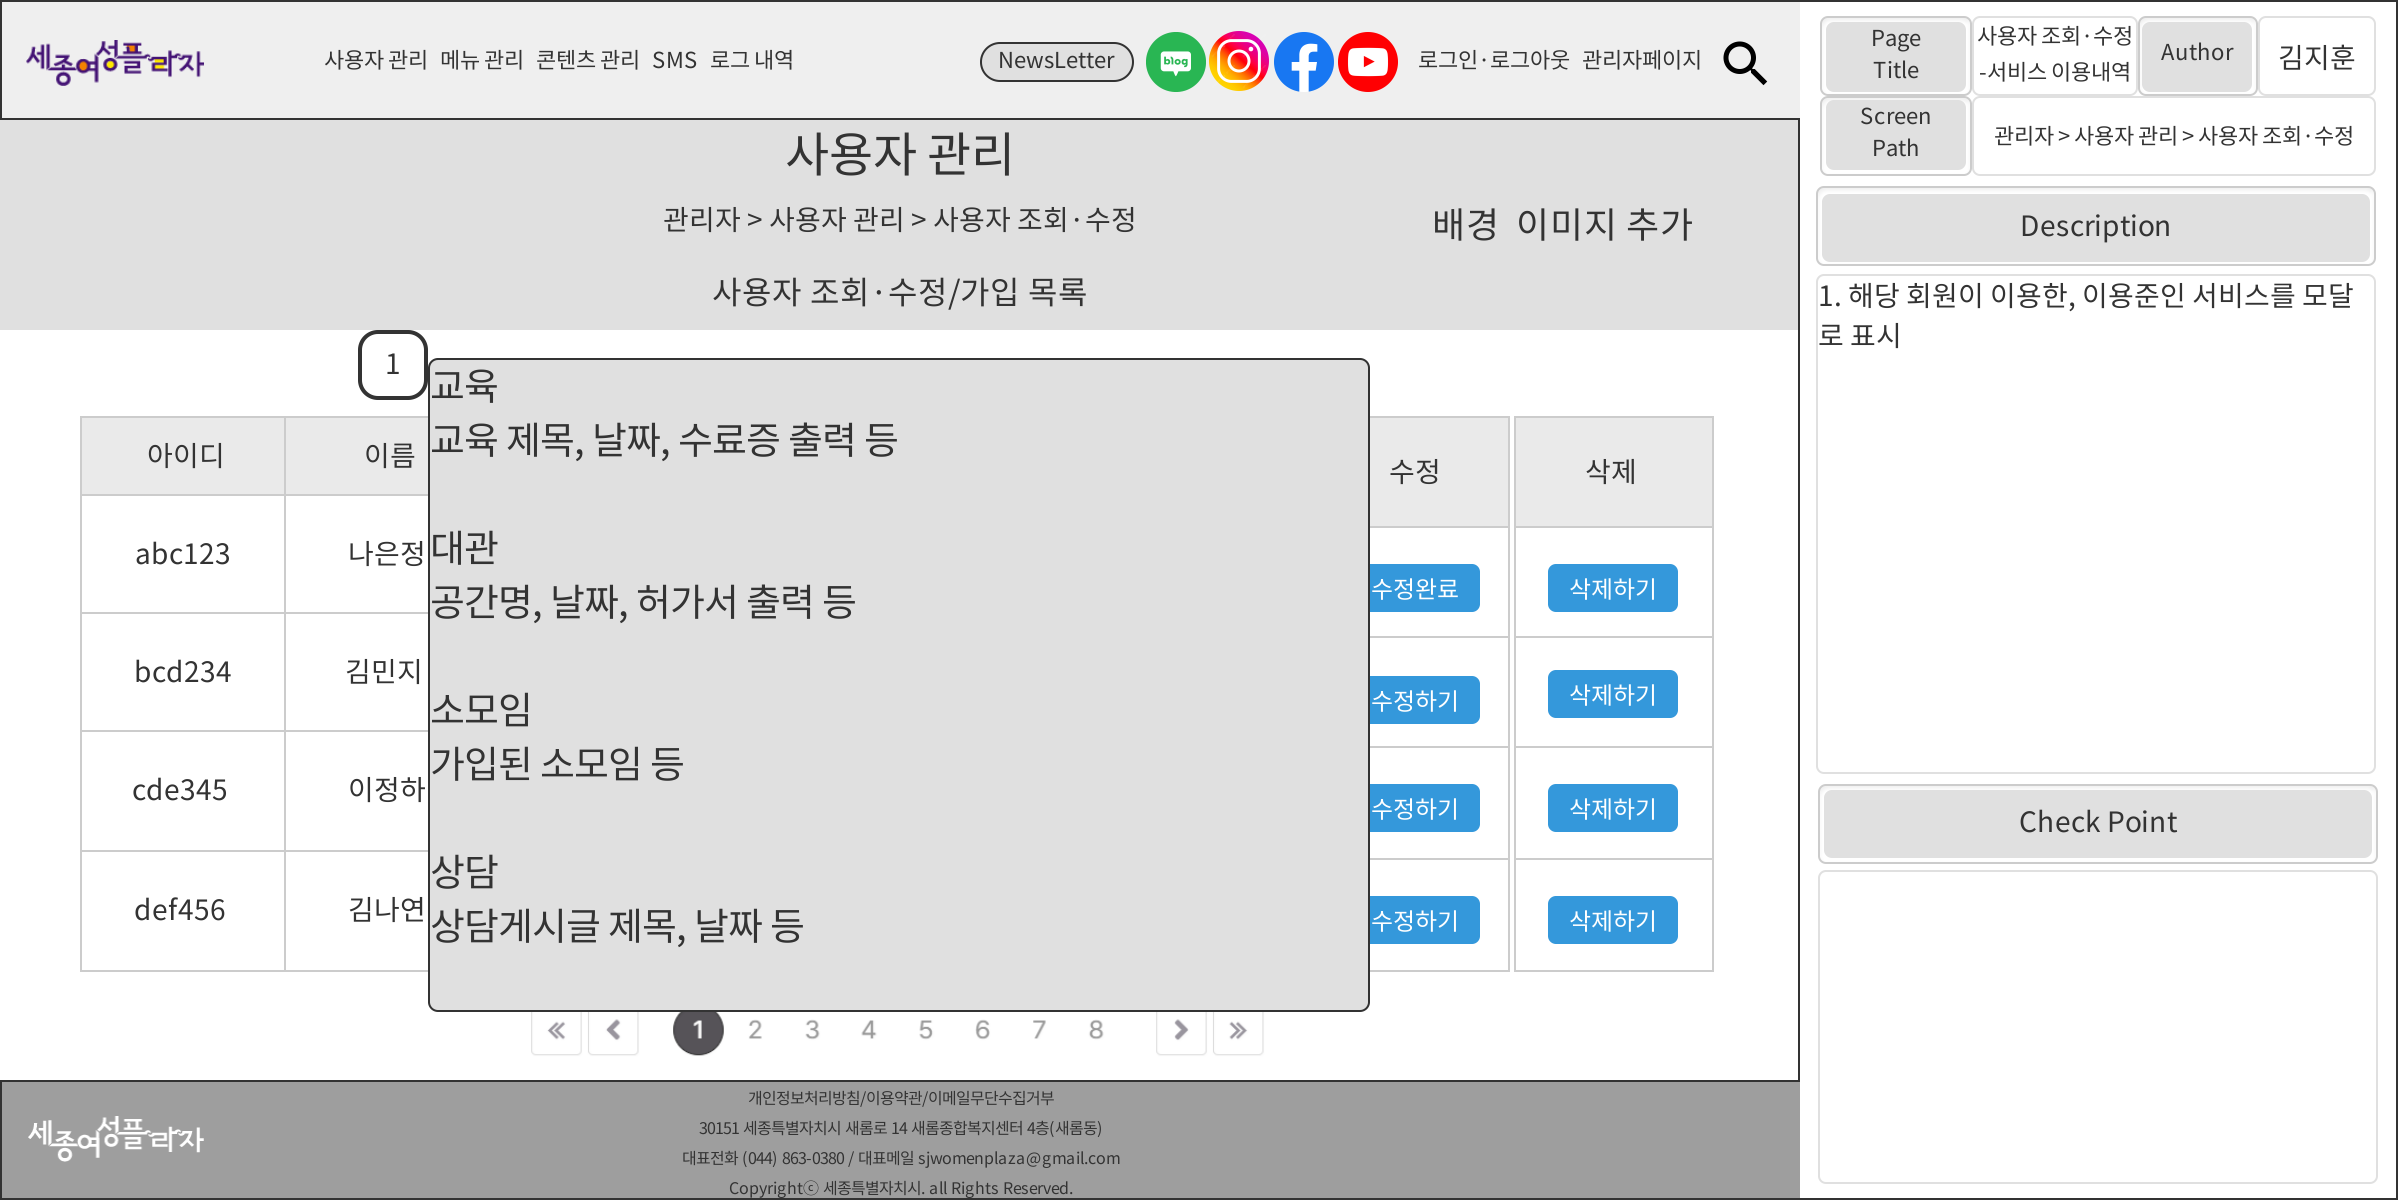 세종여성플라자
사용자 관리 메뉴 관리 콘텐츠 관리 SMS 로그 내역
NewsLetter
blog
로그인·로그아웃 관리자페이지
사용자 관리
관리자 > 사용자 관리 > 사용자 조회·수정
배경 이미지 추가
사용자 조회·수정/가입 목록
1
교육
교육 제목, 날짜, 수료증 출력 등
대관
공간명, 날짜, 허가서 출력 등
소모임
가입된 소모임 등
상담
상담게시글 제목, 날짜 등
아이디 이름 수정 삭제
abc123 나은정 수정완료 삭제하기
bcd234 김민지 수정하기 삭제하기
cde345 이정하 수정하기 삭제하기
def456 김나연 수정하기 삭제하기
« < 1 2 3 4 5 6 7 8 > »
세종여성플라자
개인정보처리방침/이용약관/이메일무단수집거부
30151 세종특별자치시 새롬로 14 새롬종합복지센터 4층(새롬동)
대표전화 (044) 863-0380 / 대표메일 sjwomenplaza@gmail.com
Copyrightⓒ 세종특별자치시. all Rights Reserved.
Page
Title
사용자 조회·수정
-서비스 이용내역
Author
김지훈
Screen
Path
관리자 > 사용자 관리 > 사용자 조회·수정
Description
1. 해당 회원이 이용한, 이용준인 서비스를 모달
로 표시
Check Point